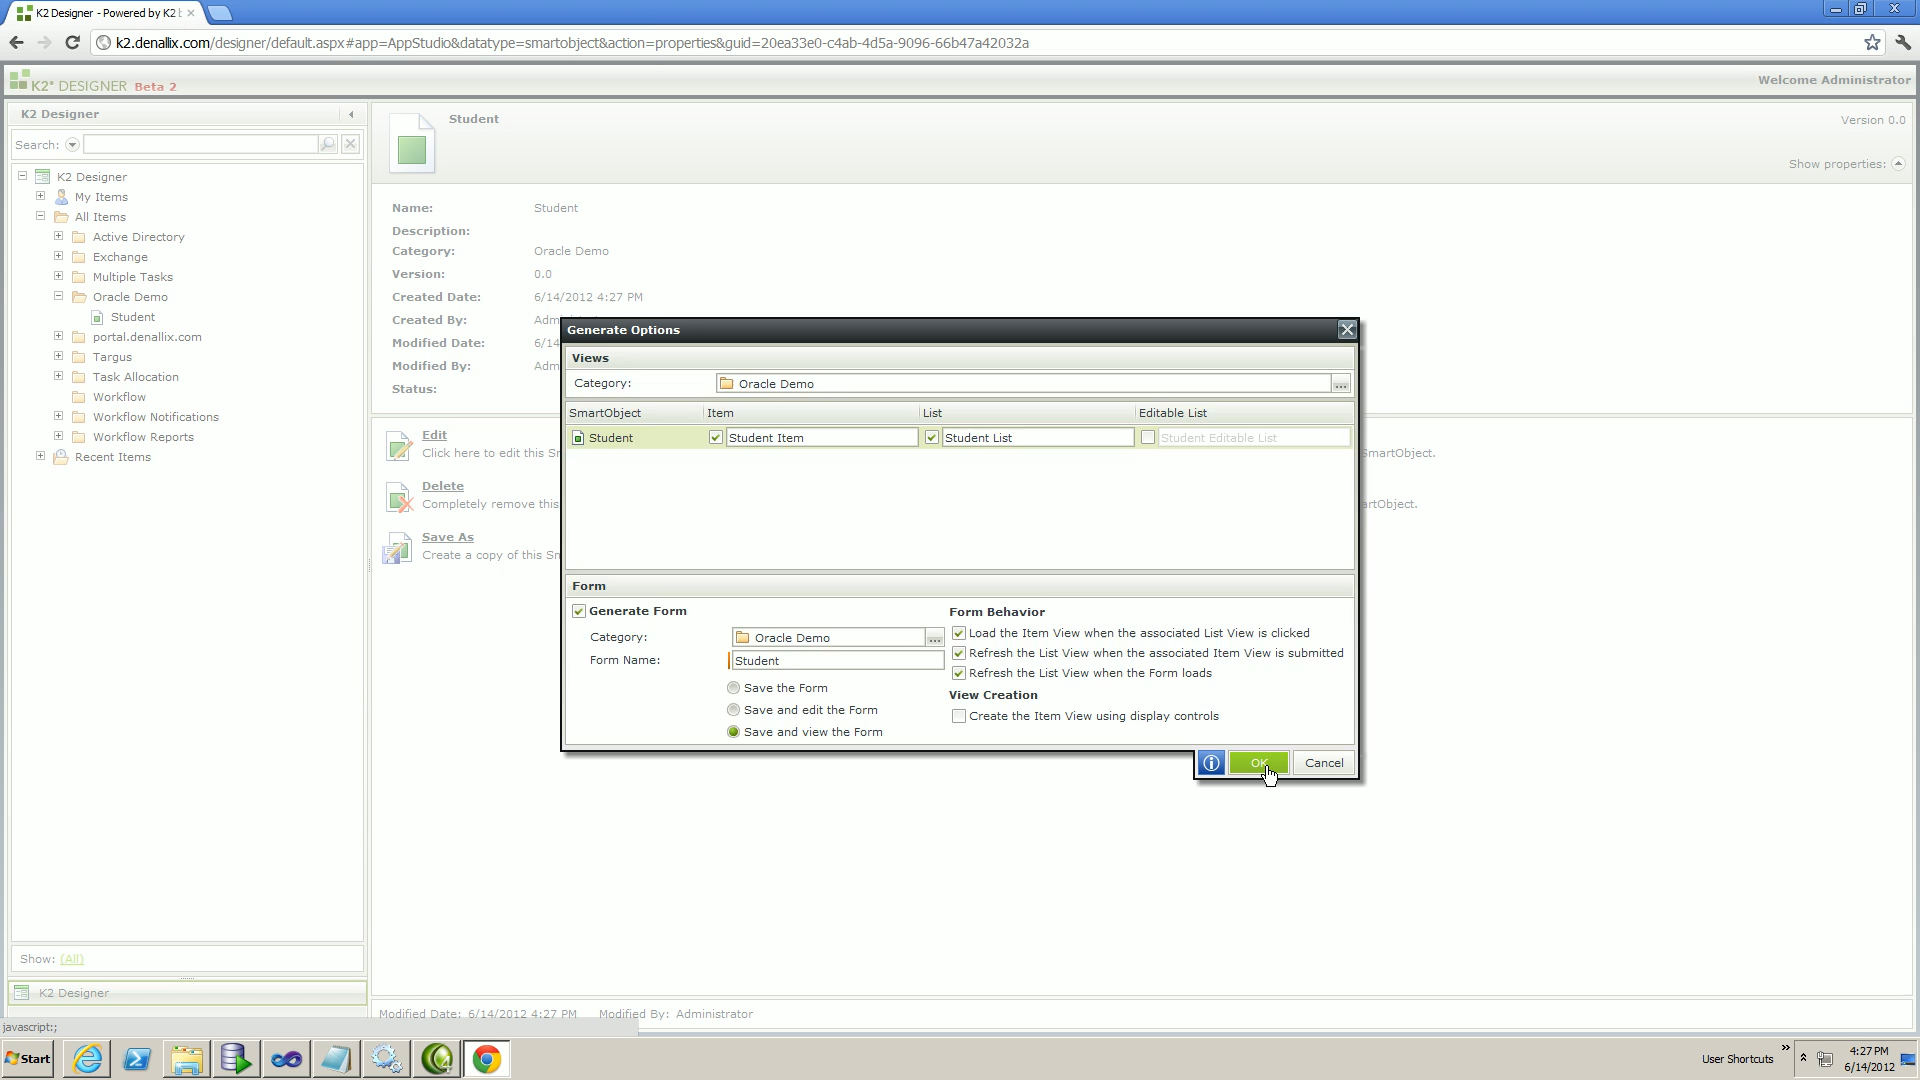 K2 Designer - Powered by K2
k2.denallix.com/designer/default.aspx#app=AppStudio&datatype=smartobject&action=properties&guid=20ea33e0-c4ab-4d5a-9096-66b47a42032a
K2* DESIGNER Beta 2
Welcome Administrator
K2 Designer
Search:
K2 Designer
My Items
All Items
Active Directory
Exchange
Multiple Tasks
Oracle Demo
Student
portal.denallix.com
Targus
Task Allocation
Workflow
Workflow Notifications
Workflow Reports
Recent Items
Show: (All)
K2 Designer
javascript:;
Student
Version 0.0
Show properties:
Name: Student
Description:
Category: Oracle Demo
Version: 0.0
Created Date: 6/14/2012 4:27 PM
Created By: Adm
Modified Date: 6/14
Modified By: Adm
Status:
Edit
Click here to edit this Sm
SmartObject.
Delete
Completely remove this
artObject.
Save As
Create a copy of this Sm
Modified Date: 6/14/2012 4:27 PM Modified By: Administrator
Generate Options
Views
Category: Oracle Demo ...
SmartObject Item List Editable List
Student Student Item Student List Student Editable List
Form
Generate Form
Category: Oracle Demo ...
Form Name: Student
Save the Form
Save and edit the Form
Save and view the Form
Form Behavior
Load the Item View when the associated List View is clicked
Refresh the List View when the associated Item View is submitted
Refresh the List View when the Form loads
View Creation
Create the Item View using display controls
OK Cancel
Start
User Shortcuts
4:27 PM
6/14/2012